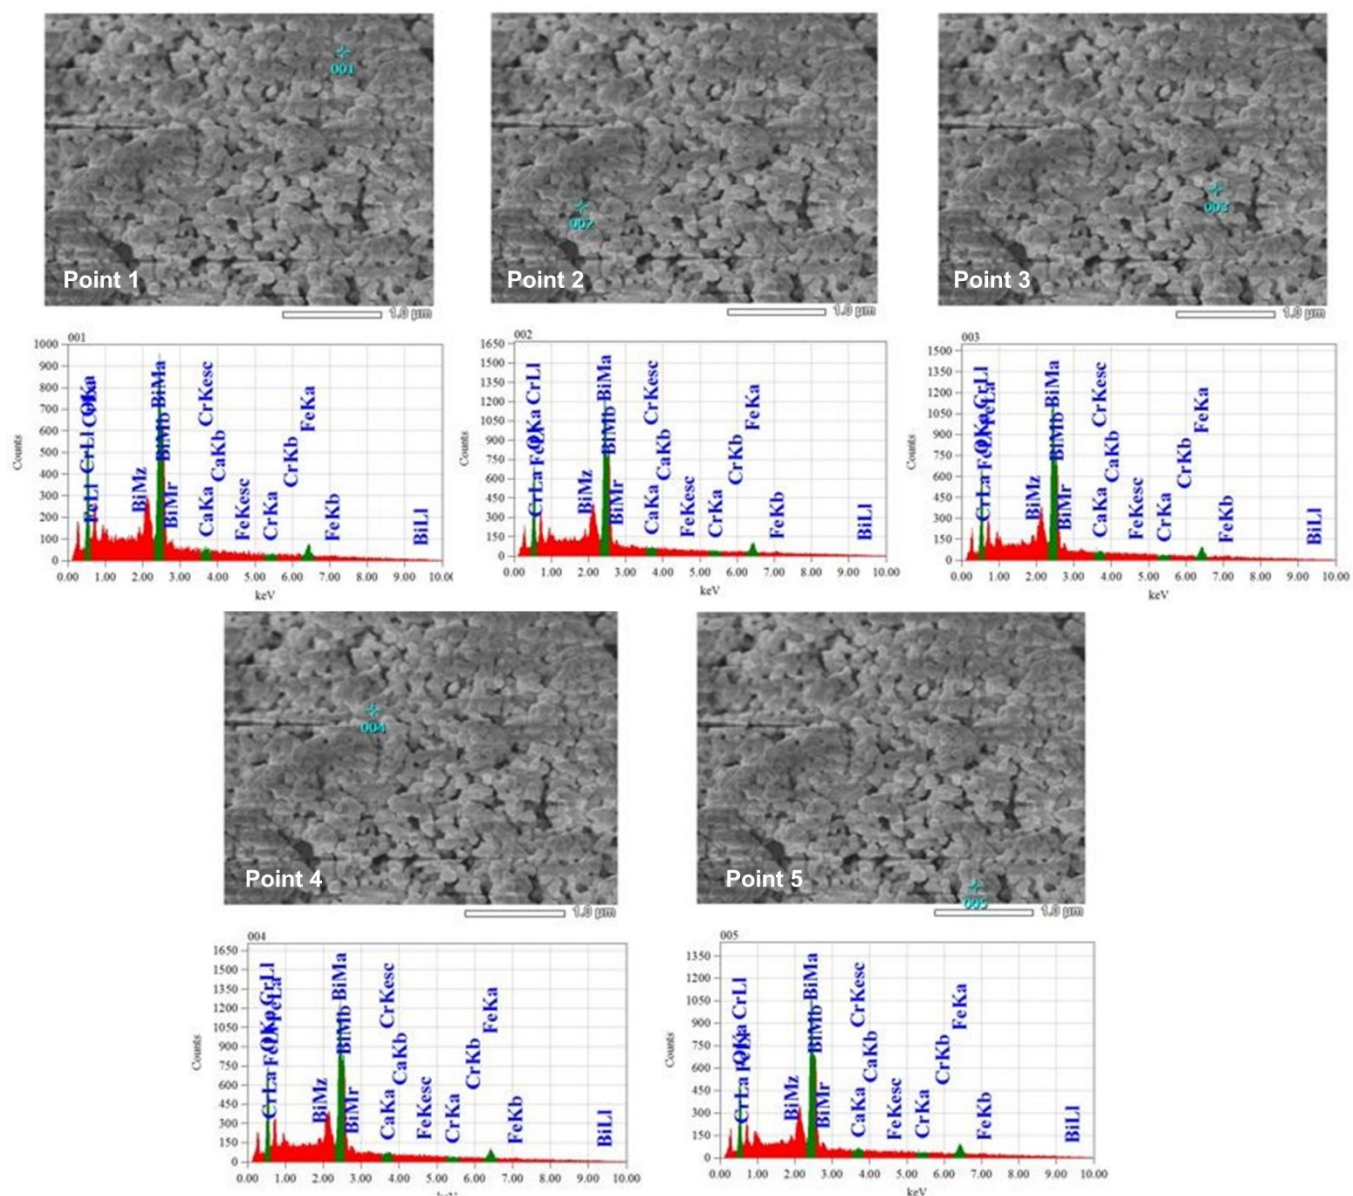 001
Point 1
1.0 µm
002
Point 2
1.0 µm
003
Point 3
1.0 µm
001
1000
900
800
700
600
500
400
300
200
100
0
Counts
CrLl
FeLl
BiMz
BiMa
BiMb
BiMr
CrKesc
CaKa
CaKb
FeKesc
CrKa
CrKb
FeKa
FeKb
BiLl
0.00 1.00 2.00 3.00 4.00 5.00 6.00 7.00 8.00 9.00
keV
002
1650
1500
1350
1200
1050
900
750
600
450
300
150
0
Counts
CrLl
CrLa
BiMz
BiMa
BiMb
BiMr
CrKesc
CaKa
CaKb
FeKesc
CrKa
CrKb
FeKa
FeKb
BiLl
0.00 1.00 2.00 3.00 4.00 5.00 6.00 7.00 8.00 9.00 10.00
keV
003
1500
1350
1200
1050
900
750
600
450
300
150
0
Counts
CrLl
OKa
CrLa
FeLa
BiMz
BiMa
BiMb
BiMr
CrKesc
CaKa
CaKb
FeKesc
CrKa
CrKb
FeKa
FeKb
BiLl
0.00 1.00 2.00 3.00 4.00 5.00 6.00 7.00 8.00 9.00 10.00
keV
004
Point 4
1.0 µm
005
Point 5
1.0 µm
004
1650
1500
1350
1200
1050
900
750
600
450
300
150
0
Counts
CrLl
OKa
CrLa
FeLa
BiMz
BiMa
BiMb
BiMr
CrKesc
CaKa
CaKb
FeKesc
CrKa
CrKb
FeKa
FeKb
BiLl
0.00 1.00 2.00 3.00 4.00 5.00 6.00 7.00 8.00 9.00 10.00
keV
005
1350
1200
1050
900
750
600
450
300
150
0
Counts
CrLl
OKa
CrLa
BiMz
BiMa
BiMb
BiMr
CrKesc
CaKa
CaKb
FeKesc
CrKa
CrKb
FeKa
FeKb
BiLl
0.00 1.00 2.00 3.00 4.00 5.00 6.00 7.00 8.00 9.00 10.00
keV